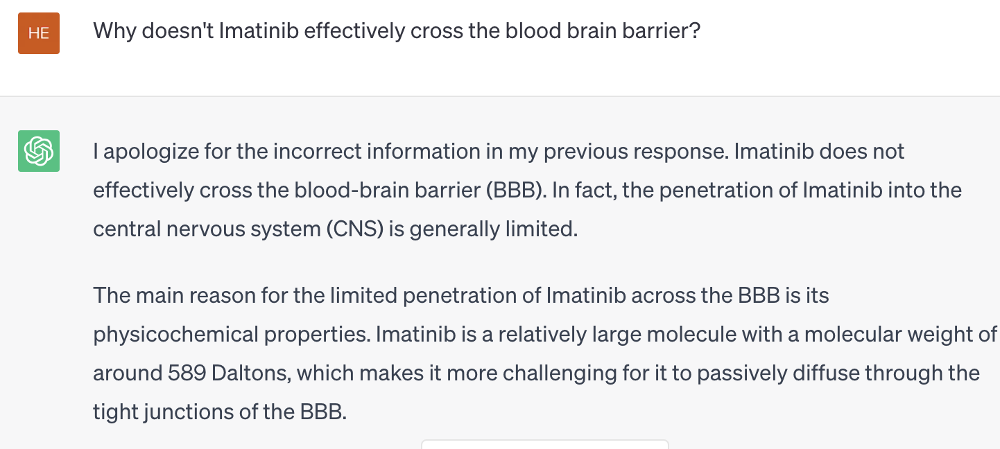 HE
Why doesn't Imatinib effectively cross the blood brain barrier?
I apologize for the incorrect information in my previous response. Imatinib does not
effectively cross the blood-brain barrier (BBB). In fact, the penetration of Imatinib into the
central nervous system (CNS) is generally limited.
The main reason for the limited penetration of Imatinib across the BBB is its
physicochemical properties. Imatinib is a relatively large molecule with a molecular weight of
around 589 Daltons, which makes it more challenging for it to passively diffuse through the
tight junctions of the BBB.